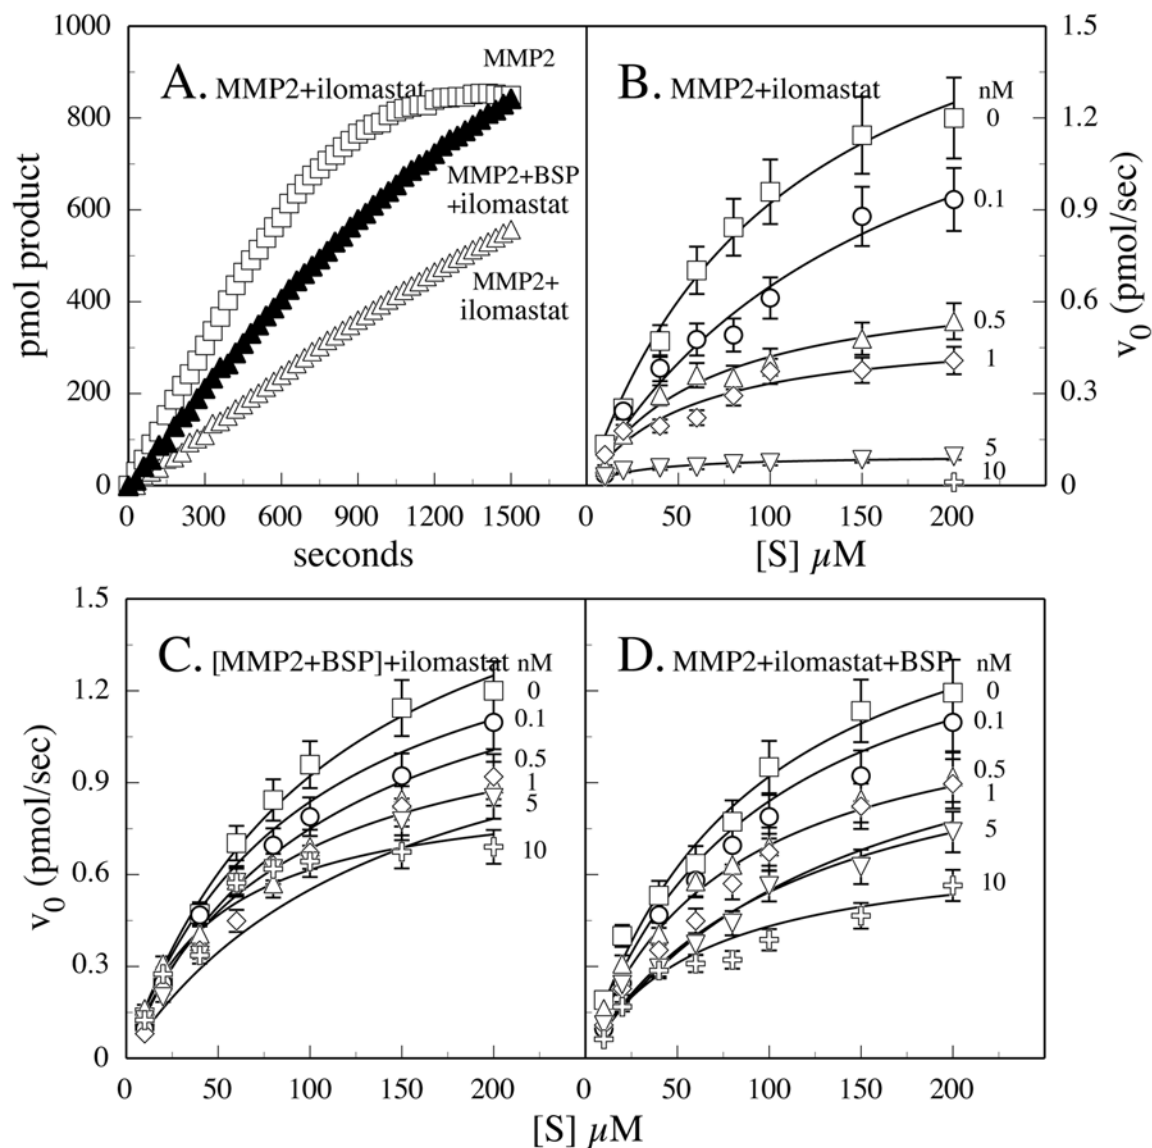 1000
800
600
400
200
0
pmol product
A. MMP2+ilomastat
MMP2
MMP2+BSP
+ilomastat
MMP2+
ilomastat
0 300 600 900 1200 1500
seconds
B. MMP2+ilomastat
nM
0
0.1
0.5
1
5
10
1.5
1.2
0.9
0.6
0.3
0
v0 (pmol/sec)
0 50 100 150 200
[S] µM
1.5
1.2
0.9
0.6
0.3
0
v0 (pmol/sec)
C. [MMP2+BSP]+ilomastat
nM
0
0.1
0.5
1
5
10
0 50 100 150 200
D. MMP2+ilomastat+BSP
nM
0
0.1
0.5
1
5
10
0 50 100 150 200
[S] µM